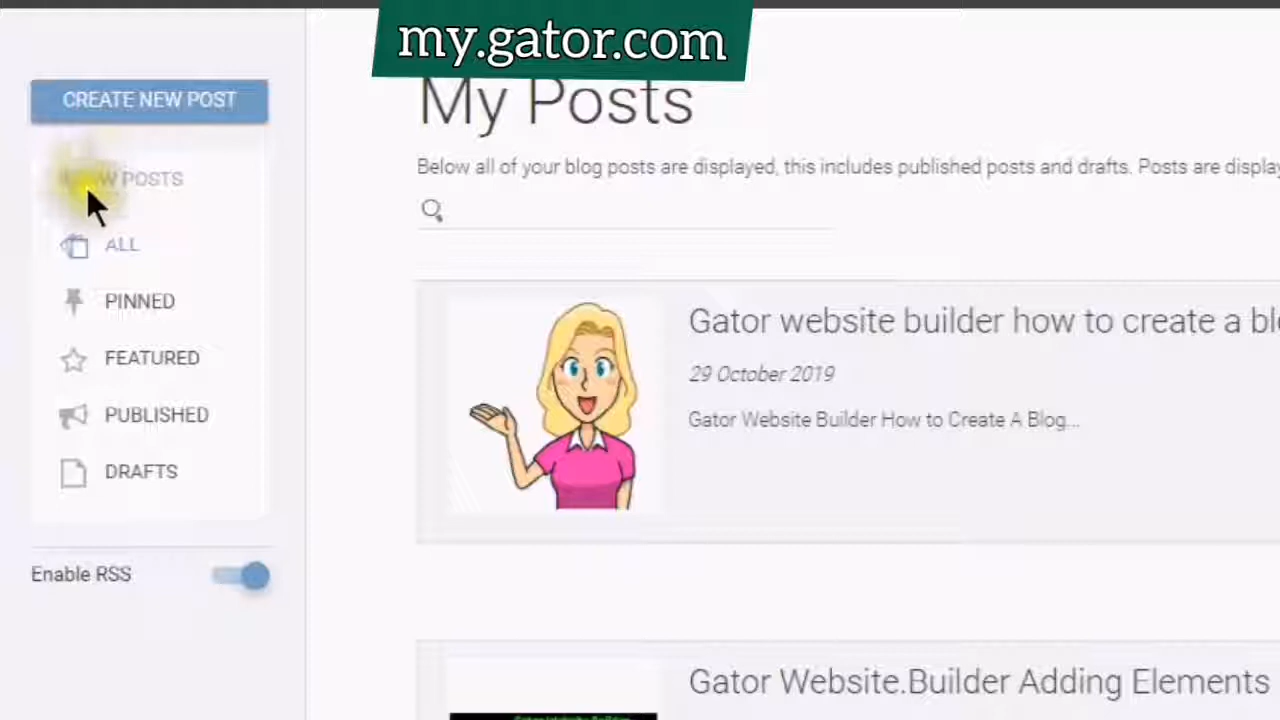 my.gator.com
CREATE NEW POST
My Posts
Below all of your blog posts are displayed, this includes published posts and drafts. Posts are
POSTS
ALL
PINNED
FEATURED
PUBLISHED
DRAFTS
Enable RSS
Gator website builder how to create a
29 October 2019
Gator Website Builder How to Create A Blog...
Gator Website.Builder Adding Elements